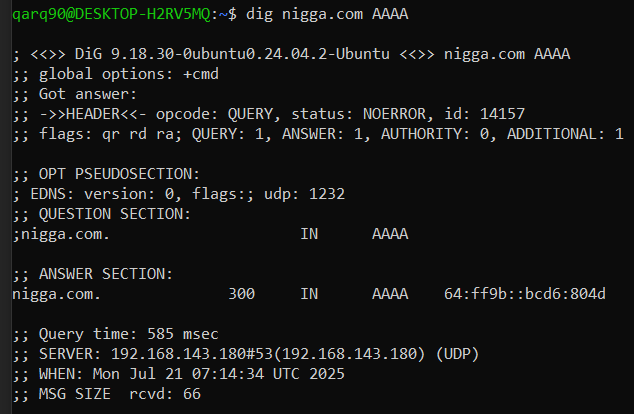 qarq90@DESKTOP-H2RV5MQ:~$ dig nigga.com AAAA
; <<>> DiG 9.18.30-0ubuntu0.24.04.2-Ubuntu <<>> nigga.com AAAA
;; global options: +cmd
;; Got answer:
;; ->>HEADER<<- opcode: QUERY, status: NOERROR, id: 14157
;; flags: qr rd ra; QUERY: 1, ANSWER: 1, AUTHORITY: 0, ADDITIONAL: 1
;; OPT PSEUDOSECTION:
; EDNS: version: 0, flags:; udp: 1232
;; QUESTION SECTION:
;nigga.com. IN AAAA
;; ANSWER SECTION:
nigga.com. 300 IN AAAA 64:ff9b::bcd6:804d
;; Query time: 585 msec
;; SERVER: 192.168.143.180#53(192.168.143.180) (UDP)
;; WHEN: Mon Jul 21 07:14:34 UTC 2025
;; MSG SIZE rcvd: 66